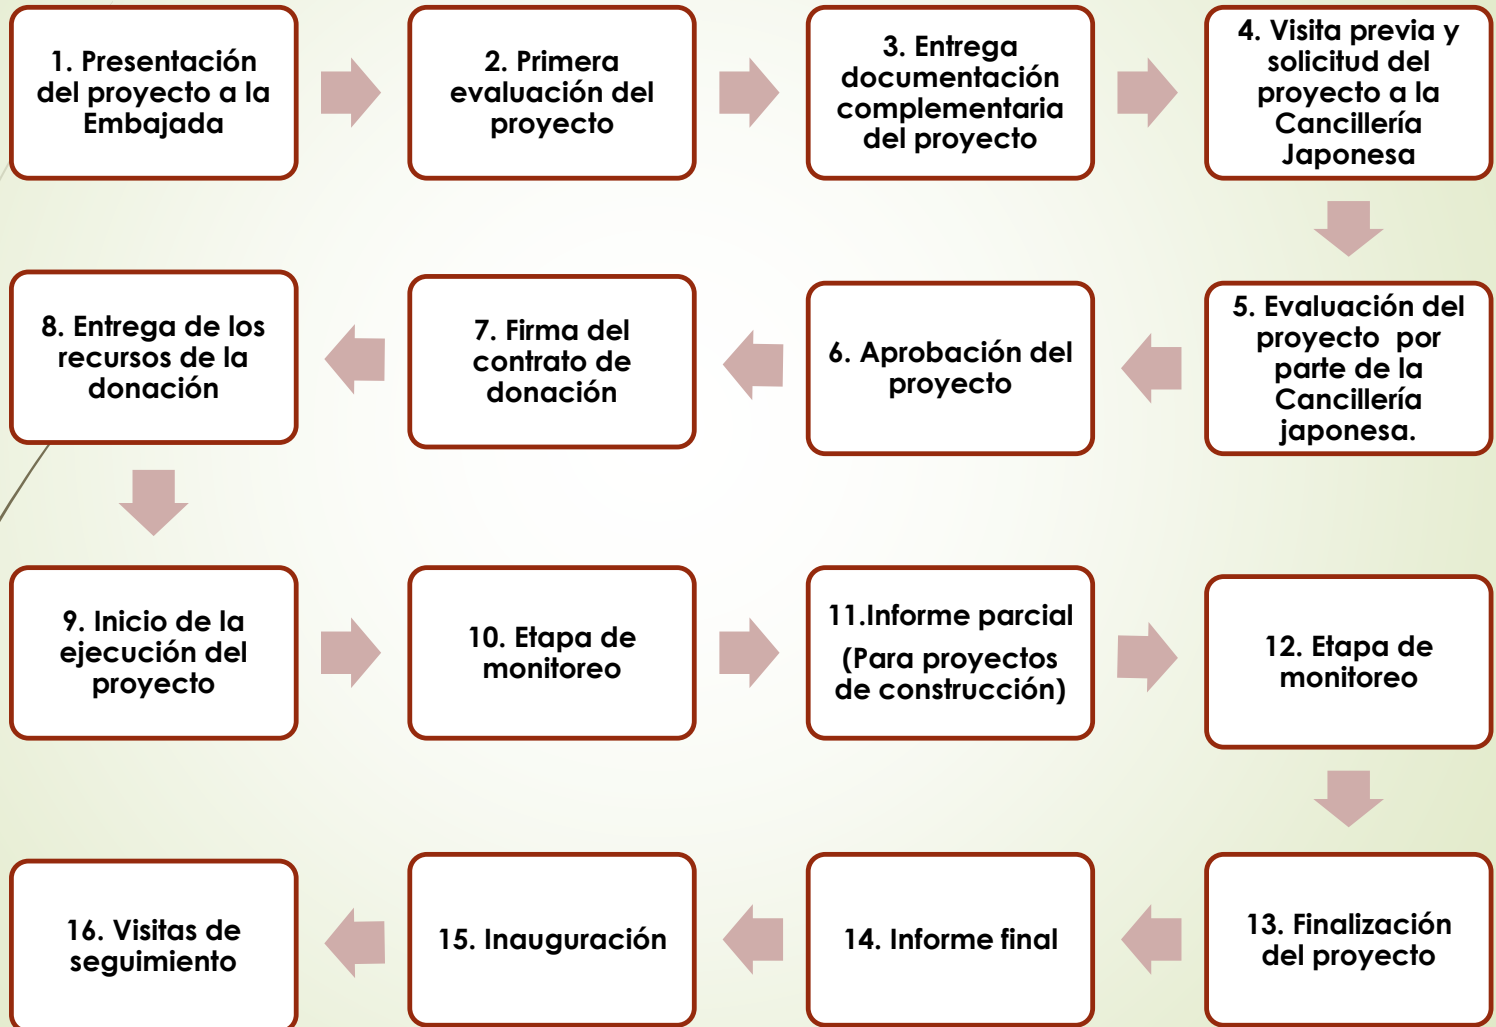 1. Presentación
del proyecto a la
Embajada
2. Primera
evaluación del
proyecto
3. Entrega
documentación
complementaria
del proyecto
4. Visita previa y
solicitud del
proyecto a la
Cancillería
Japonesa
5. Evaluación del
proyecto por
parte de la
Cancillería
japonesa.
6. Aprobación del
proyecto
7. Firma del
contrato de
donación
8. Entrega de los
recursos de la
donación
9. Inicio de la
ejecución del
proyecto
10. Etapa de
monitoreo
11.Informe parcial
(Para proyectos
de construcción)
12. Etapa de
monitoreo
13. Finalización
del proyecto
14. Informe final
15. Inauguración
16. Visitas de
seguimiento